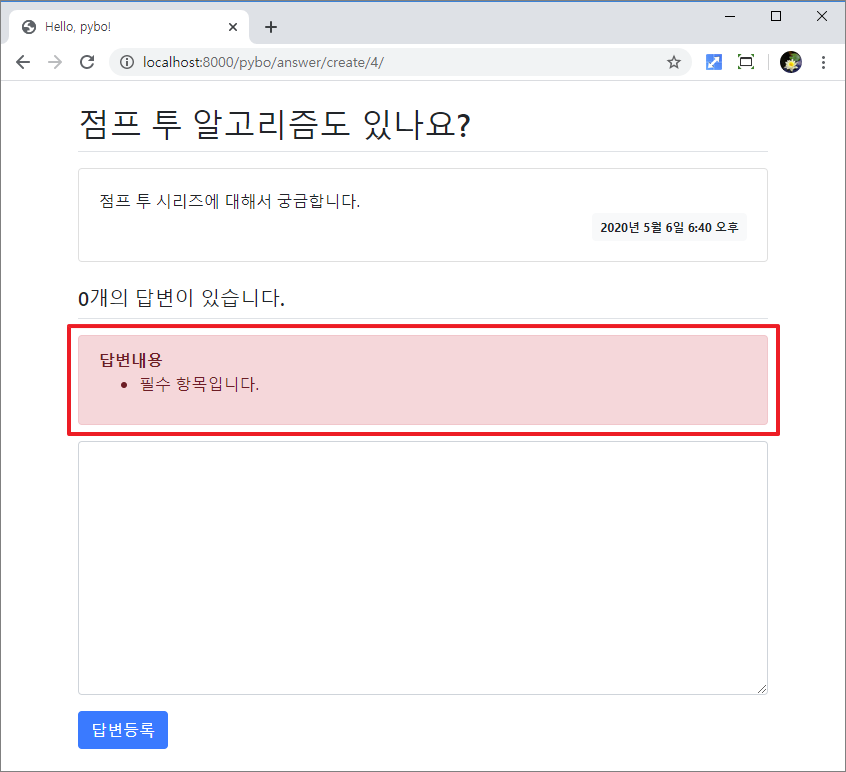 Hello, pybo!
localhost:8000/pybo/answer/create/4/
점프 투 알고리즘도 있나요?
점프 투 시리즈에 대해서 궁금합니다.
2020년 5월 6일 6:40 오후
0개의 답변이 있습니다.
답변내용
• 필수 항목입니다.
답변등록